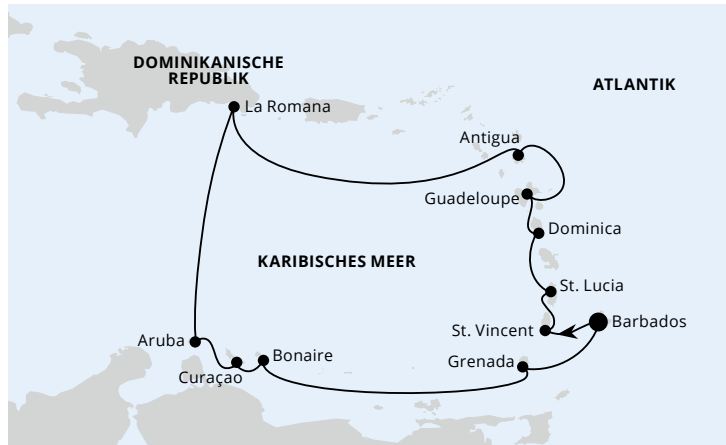 DOMINIKANISCHE
REPUBLIK
ATLANTIK
La Romana
Antigua
Guadeloupe
Dominica
KARIBISCHES MEER
St. Lucia
Barbados
St. Vincent
Aruba
Bonaire
Grenada
Curaçao